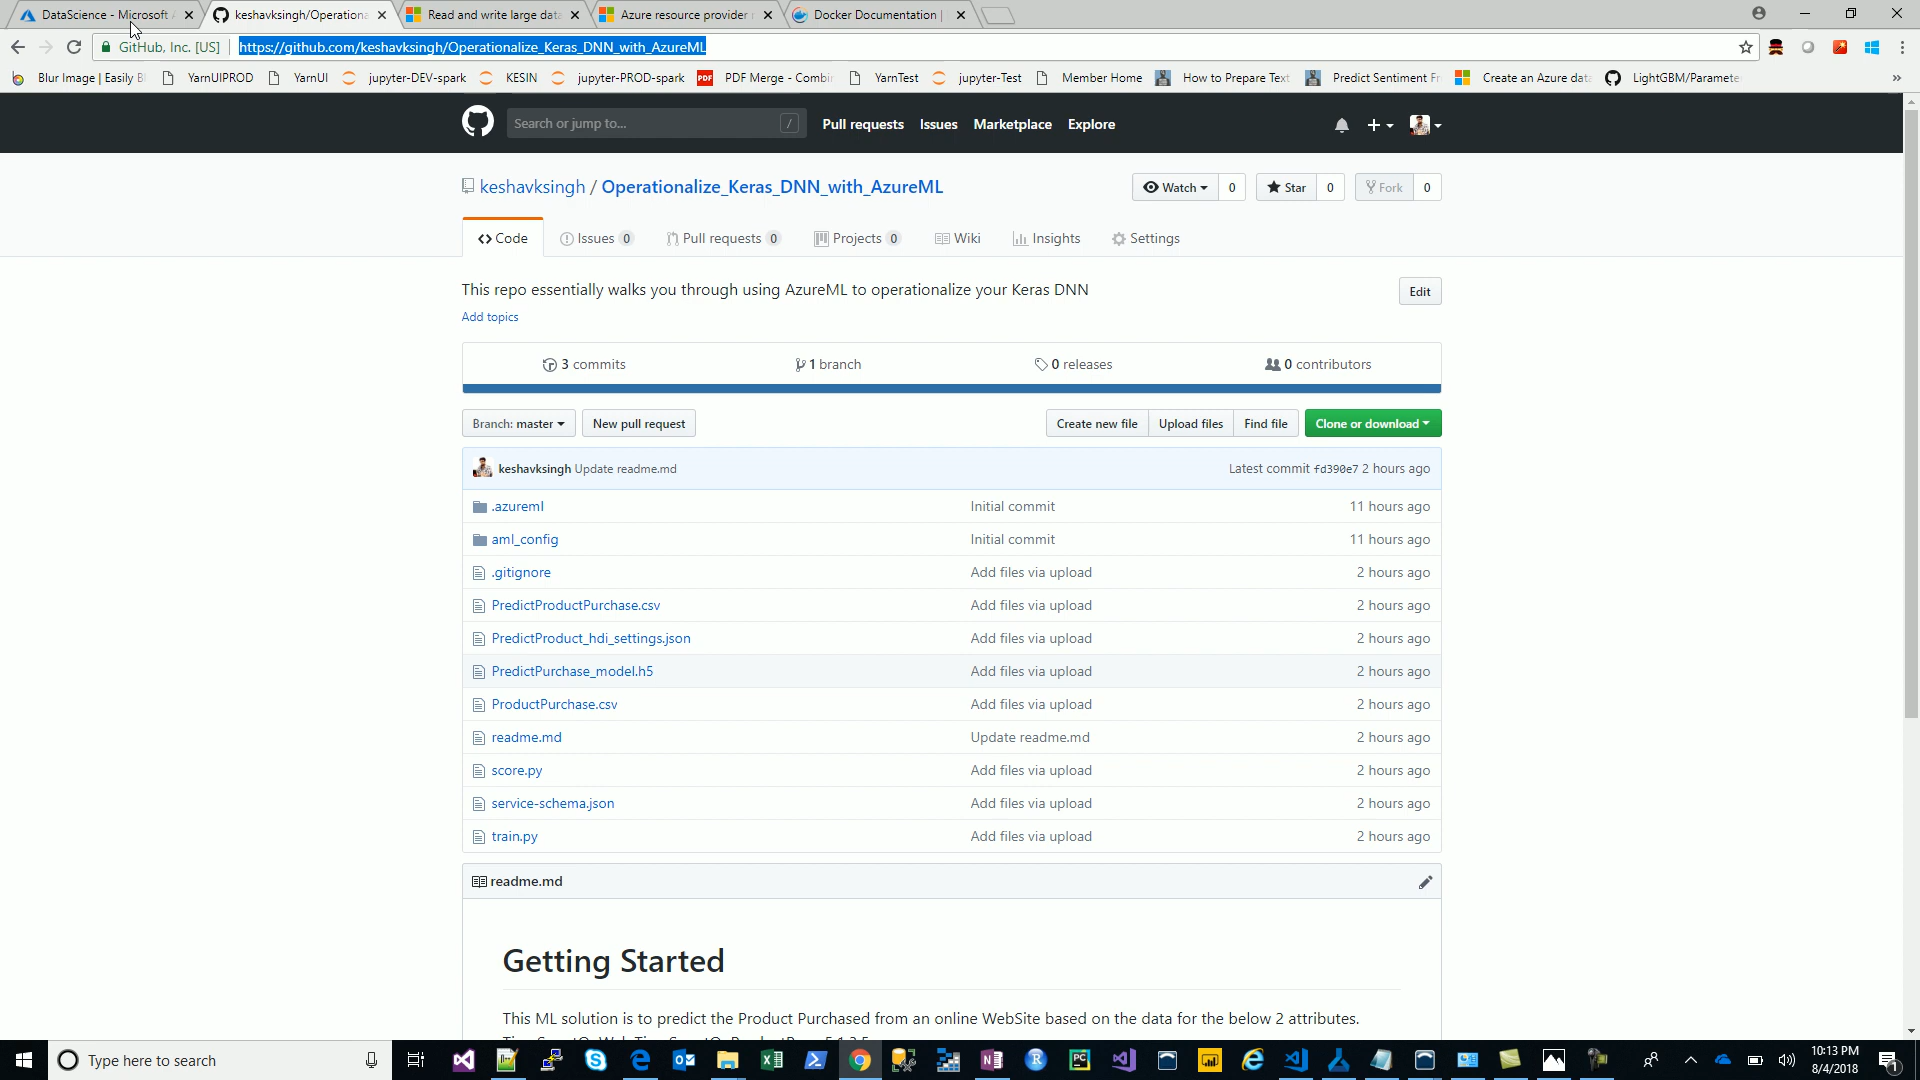 DataScience - Microsoft A
keshavksingh/Operationa
Read and write large data
Azure resource provider r
Docker Documentation |
GitHub, Inc. [US]
https://github.com/keshavksingh/Operationalize_Keras_DNN_with_AzureML
Blur Image | Easily B
YarnUIPROD
YarnUI
jupyter-DEV-spark
KESIN
jupyter-PROD-spark
PDF Merge - Combi
YarnTest
jupyter-Test
Member Home
How to Prepare Text
Predict Sentiment Fr
Create an Azure data
LightGBM/Paramete
»
Search or jump to...
/
Pull requests
Issues
Marketplace
Explore
keshavksingh / Operationalize_Keras_DNN_with_AzureML
Watch 0
Star 0
Fork 0
Code
Issues 0
Pull requests 0
Projects 0
Wiki
Insights
Settings
This repo essentially walks you through using AzureML to operationalize your Keras DNN
Edit
Add topics
3 commits
1 branch
0 releases
0 contributors
Branch: master
New pull request
Create new file
Upload files
Find file
Clone or download
keshavksingh Update readme.md
Latest commit fd390e7 2 hours ago
.azureml Initial commit 11 hours ago
aml_config Initial commit 11 hours ago
.gitignore Add files via upload 2 hours ago
PredictProductPurchase.csv Add files via upload 2 hours ago
PredictProduct_hdi_settings.json Add files via upload 2 hours ago
PredictPurchase_model.h5 Add files via upload 2 hours ago
ProductPurchase.csv Add files via upload 2 hours ago
readme.md Update readme.md 2 hours ago
score.py Add files via upload 2 hours ago
service-schema.json Add files via upload 2 hours ago
train.py Add files via upload 2 hours ago
readme.md
Getting Started
This ML solution is to predict the Product Purchased from an online WebSite based on the data for the below 2 attributes.
Type here to search
10:13 PM
8/4/2018